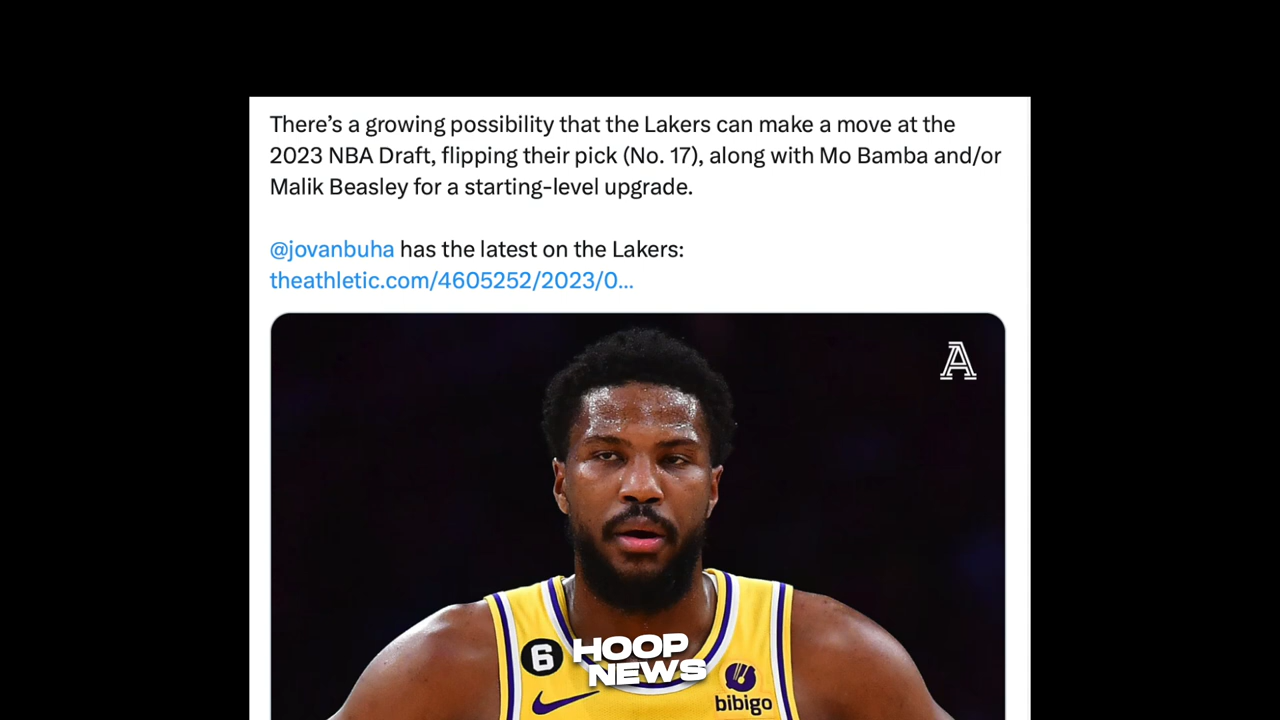 There’s a growing possibility that the Lakers can make a move at the
2023 NBA Draft, flipping their pick (No. 17), along with Mo Bamba and/or
Malik Beasley for a starting-level upgrade.
@jovanbuha has the latest on the Lakers:
theathletic.com/4605252/2023/0...
A
6
HOOP
NEWS
bibigo